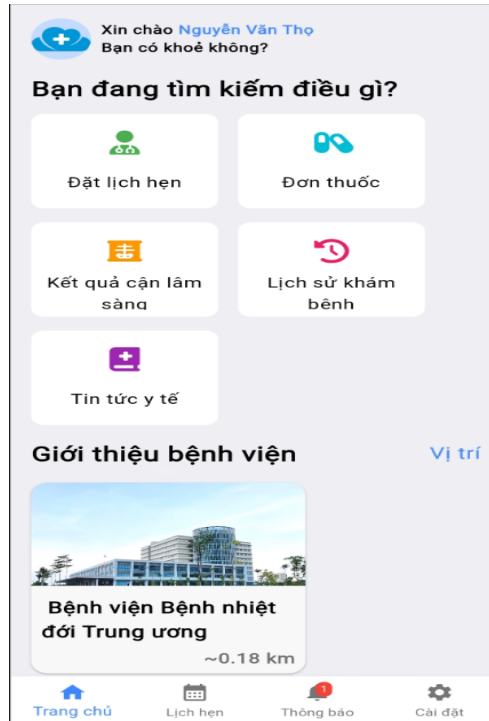 Xin chào Nguyễn Văn Thọ
Bạn có khoẻ không?
Bạn đang tìm kiếm điều gì?
Đặt lịch hẹn
Đơn thuốc
Kết quả cận lâm
sàng
Lịch sử khám
bệnh
Tin tức y tế
Giới thiệu bệnh viện
Vị trí
Bệnh viện Bệnh nhiệt
đới Trung ương
~0.18 km
1
Trang chủ
Lịch hẹn
Thông báo
Cài đặt